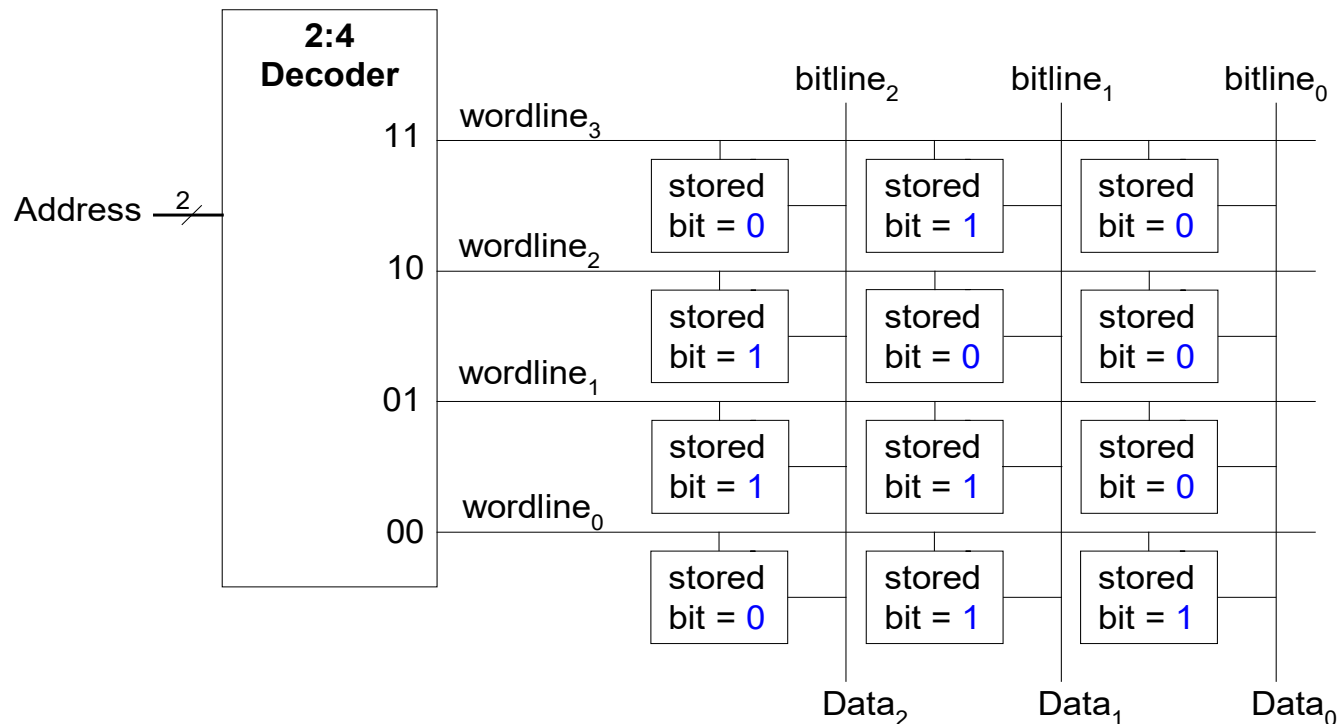 2:4
Decoder
bitline₂ bitline₁ bitline₀
wordline₃
11
stored stored stored
bit = 0 bit = 1 bit = 0
Address 2
wordline₂
10
stored stored stored
bit = 1 bit = 0 bit = 0
wordline₁
01
stored stored stored
bit = 1 bit = 1 bit = 0
wordline₀
00
stored stored stored
bit = 0 bit = 1 bit = 1
Data₂ Data₁ Data₀